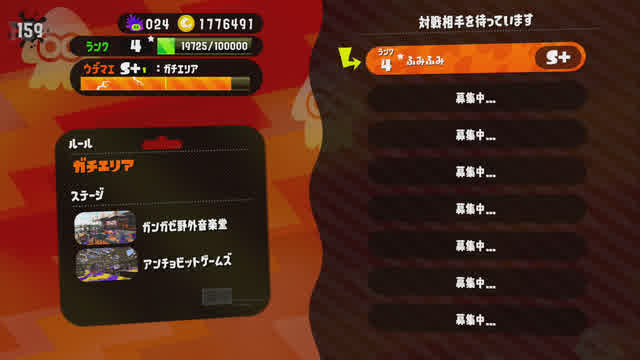 159
024
1776491
ランク 4 19725/100000
ウデマエ S+1 : ガチエリア
ルール
ガチエリア
ステージ
ガンガゼ野外音楽堂
アンチョビットゲームズ
対戦相手を待っています
ランク 4 ふみふみ S+
募集中...
募集中...
募集中...
募集中...
募集中...
募集中...
募集中...